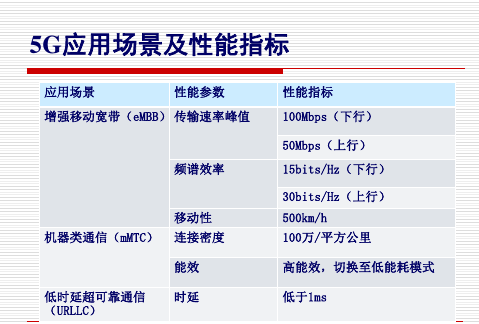 5G应用场景及性能指标
应用场景 性能参数 性能指标
增强移动宽带（eMBB） 传输速率峰值 100Mbps（下行）
50Mbps（上行）
频谱效率 15bits/Hz（下行）
30bits/Hz（上行）
移动性 500km/h
机器类通信（mMTC） 连接密度 100万/平方公里
能效 高能效，切换至低能耗模式
低时延超可靠通信 时延 低于1ms
（URLLC）